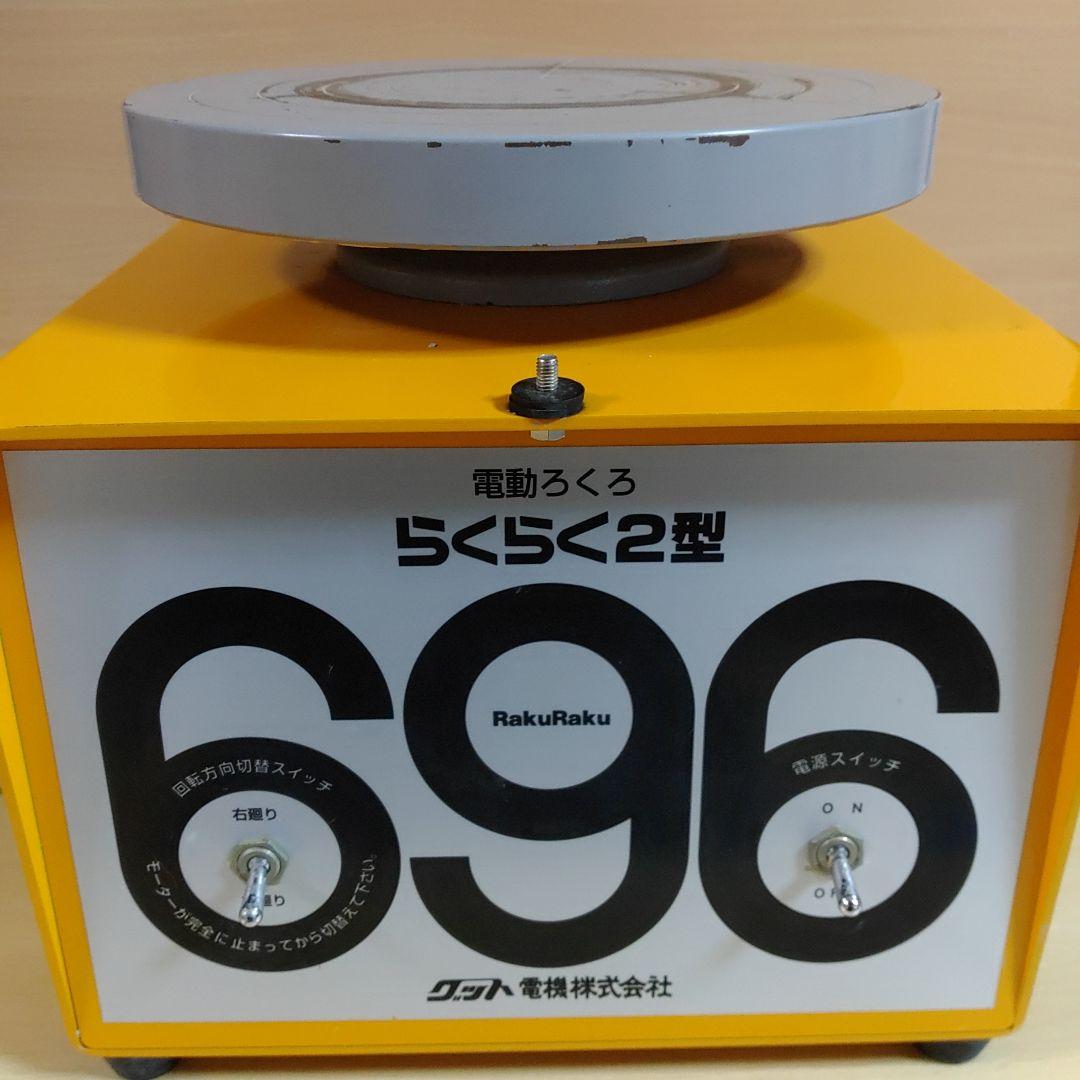 電動ろくろ
らくらく2型
696
RakuRaku
回転方向切替スイッチ
右廻り
廻り
モーターが完全に止まってから切替えて下さい。
電源スイッチ
ON
OFF
グット電機株式会社